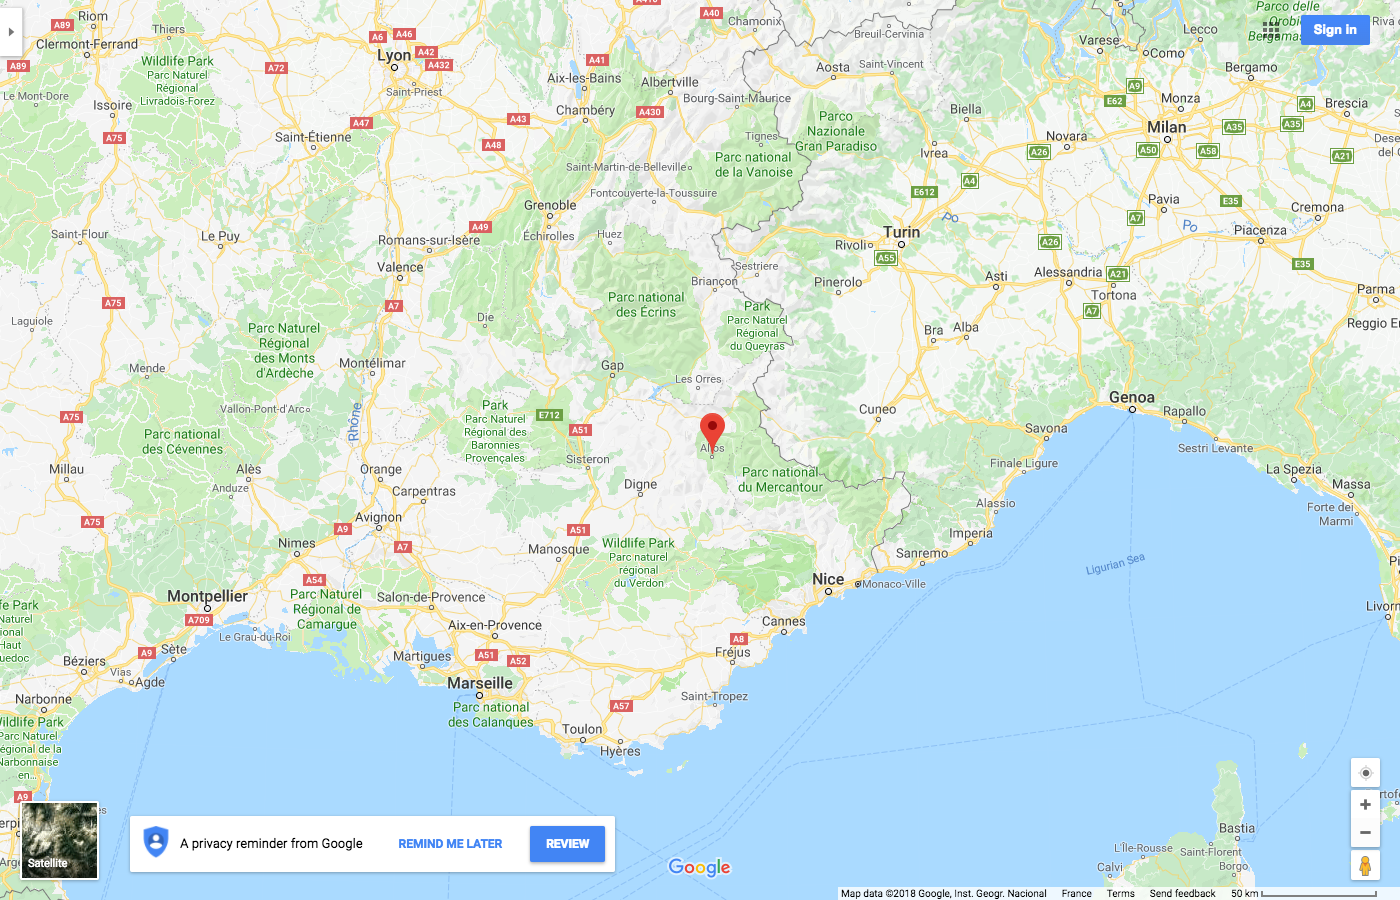 Riom
A89
Thiers
Clermont-Ferrand
A89
Le Mont-Dore
Issoire
A75
Wildlife Park
Parc Naturel
Régional
Livradois-Forez
A72
A6
A46
A42
Lyon
A432
Saint-Priest
A47
Saint-Étienne
A43
A48
A41
Aix-les-Bains
Chambéry
Albertville
A430
Bourg-Saint-Maurice
A40
Chamonix
Tignes
Saint-Martin-de-Belleville
Parc national
de la Vanoise
Fontcouverte-la-Toussuire
Breuil-Cervinia
Aosta
Saint-Vincent
Parco
Nazionale
Gran Paradiso
Biella
Ivrea
Parco delle
Varese
Como
Lecco
Bergamo
Sign in
A9
E62
Monza
A4
Brescia
Milan
A35
A35
Novara
A26
A50
A58
A21
A4
E612
Po
Pavia
E35
Cremona
A7
Po
Piacenza
E35
Parma
Saint-Flour
Le Puy
A75
Laguiole
Romans-sur-Isère
A49
Valence
A7
Grenoble
Échirolles
Huez
Die
Parc national
des Écrins
Briançon
Sestriere
Park
Parc Naturel
Régional
du Queyras
Rivoli
Turin
A55
Pinerolo
Asti
A26
Alessandria
A21
Tortona
A7
Bra
Alba
Parc Naturel
Régional
des Monts
d'Ardèche
Mende
Montélimar
Gap
Les Orres
Vallon-Pont-d'Arc
Rhône
A75
Parc national
des Cévennes
Park
Parc Naturel
Régional des
Baronnies
Provençales
E712
A51
Sisteron
Allos
Digne
Parc national
du Mercantour
Cuneo
Genoa
Rapallo
Savona
Sestri Levante
Finale Ligure
La Spezia
Massa
Forte dei
Marmi
Alassio
Imperia
Sanremo
Ligurian Sea
Millau
Alès
Anduze
Orange
Carpentras
Avignon
A75
A9
Nimes
A7
A51
Manosque
Wildlife Park
Parc naturel
régional
du Verdon
Nice
Monaco-Ville
Cannes
A54
Montpellier
A709
Parc Naturel
Régional de
Camargue
Salon-de-Provence
Le Grau-du-Roi
Aix-en-Provence
A8
Fréjus
A9
Sète
Béziers
Vias
Agde
Martigues
A51
A52
Marseille
Parc national
des Calanques
Saint-Tropez
A57
Toulon
Hyères
Narbonne
A9
Satellite
A privacy reminder from Google
REMIND ME LATER
REVIEW
Google
Bastia
L'Île-Rousse
Saint-Florent
Calvi
Borgo
Map data ©2018 Google, Inst. Geogr. Nacional
France
Terms
Send feedback
50 km